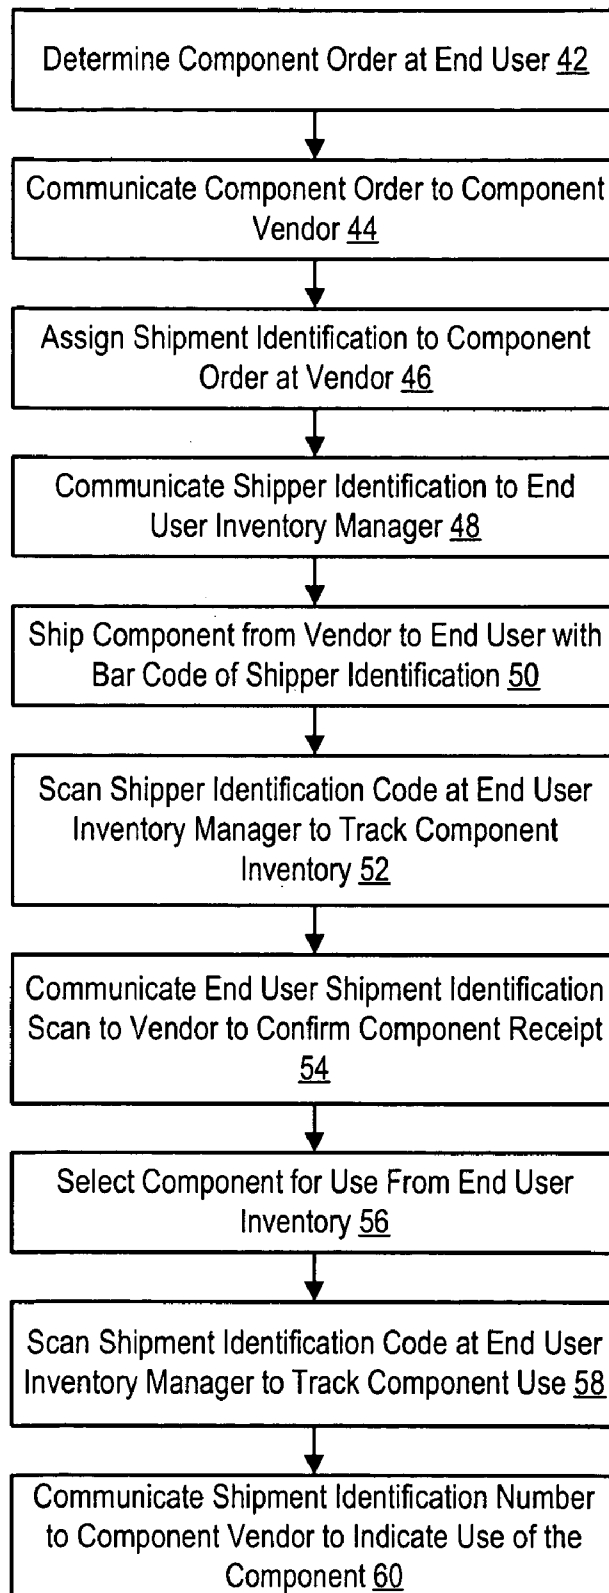 Determine Component Order at End User 42
Communicate Component Order to Component
Vendor 44
Assign Shipment Identification to Component
Order at Vendor 46
Communicate Shipper Identification to End
User Inventory Manager 48
Ship Component from Vendor to End User with
Bar Code of Shipper Identification 50
Scan Shipper Identification Code at End User
Inventory Manager to Track Component
Inventory 52
Communicate End User Shipment Identification
Scan to Vendor to Confirm Component Receipt
54
Select Component for Use From End User
Inventory 56
Scan Shipment Identification Code at End User
Inventory Manager to Track Component Use 58
Communicate Shipment Identification Number
to Component Vendor to Indicate Use of the
Component 60